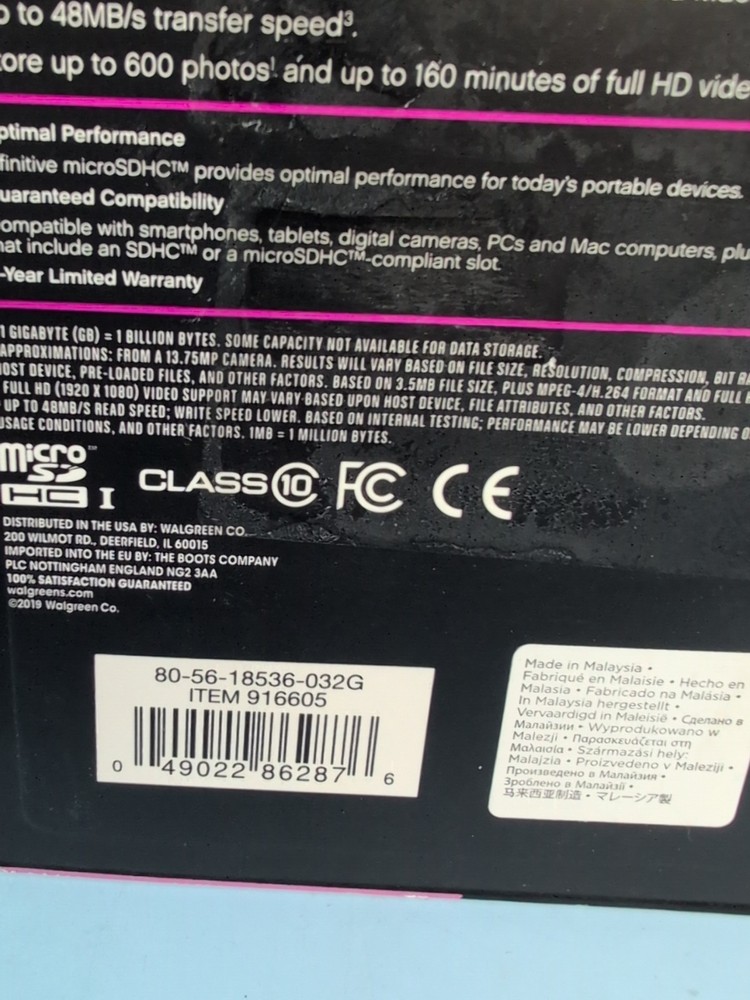 to 48MB/s transfer speed³.
ore up to 600 photos¹ and up to 160 minutes of full HD vide
ptimal Performance
finitive microSDHC™ provides optimal performance for today's portable devices.
uaranteed Compatibility
ompatible with smartphones, tablets, digital cameras, PCs and Mac computers, plu
hat include an SDHC™ or a microSDHC™-compliant slot.
-Year Limited Warranty
1 GIGABYTE (GB) = 1 BILLION BYTES. SOME CAPACITY NOT AVAILABLE FOR DATA STORAGE.
APPROXIMATIONS: FROM A 13.75MP CAMERA. RESULTS WILL VARY BASED ON FILE SIZE, RESOLUTION, COMPRESSION, BIT RA
OST DEVICE, PRE-LOADED FILES, AND OTHER FACTORS. BASED ON 3.5MB FILE SIZE, PLUS MPEG-4/H.264 FORMAT AND FULL H
FULL HD (1920 X 1080) VIDEO SUPPORT MAY VARY BASED UPON HOST DEVICE, FILE ATTRIBUTES, AND OTHER FACTORS.
UP TO 48MB/S READ SPEED; WRITE SPEED LOWER. BASED ON INTERNAL TESTING; PERFORMANCE MAY BE LOWER DEPENDING O
USAGE CONDITIONS, AND OTHER FACTORS. 1MB = 1 MILLION BYTES.
micro SD HC I CLASS 10 FC CE
DISTRIBUTED IN THE USA BY: WALGREEN CO.
200 WILMOT RD., DEERFIELD, IL 60015
IMPORTED INTO THE EU BY: THE BOOTS COMPANY
PLC NOTTINGHAM ENGLAND NG2 3AA
100% SATISFACTION GUARANTEED
walgreens.com
©2019 Walgreen Co.
80-56-18536-032G
ITEM 916605
0 49022 86287 6
Made in Malaysia •
Fabriqué en Malaisie • Hecho en
Malasia • Fabricado na Malásia •
In Malaysia hergestellt •
Vervaardigd in Maleisië • Сделано в
Малайзии • Wyprodukowano w
Malezji • Παρασκευάζεται στη
Μαλαισία • Származási hely:
Malajzia • Proizvedeno v Maleziji •
Произведено в Малайзия •
Зроблено в Малайзії •
马来西亚制造 • マレーシア製